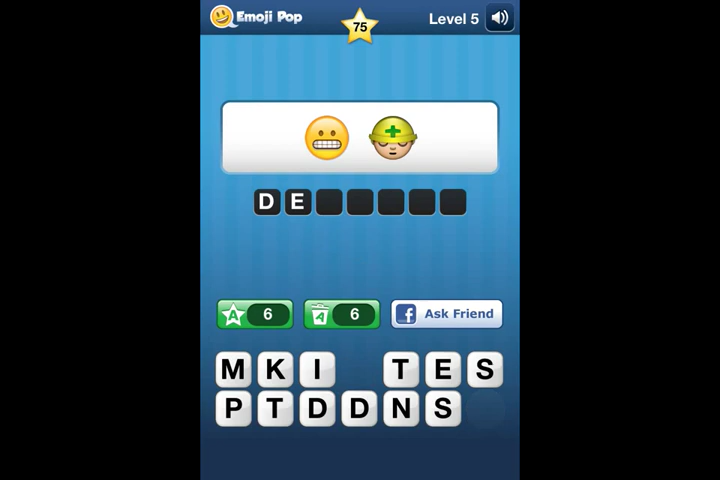 Emoji Pop
75
Level 5
D E
A 6
A 6
f Ask Friend
M K I T E S
P T D D N S